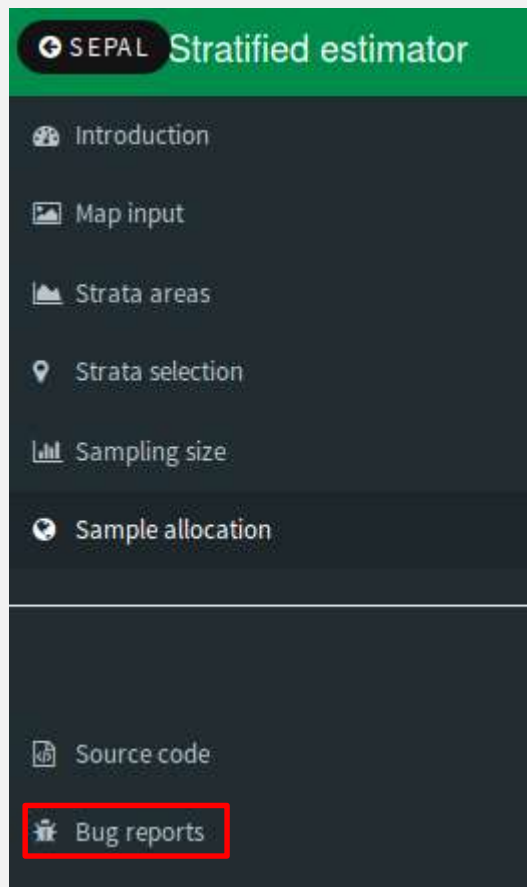 SEPAL Stratified estimator
Introduction
Map input
Strata areas
Strata selection
Sampling size
Sample allocation
Source code
Bug reports